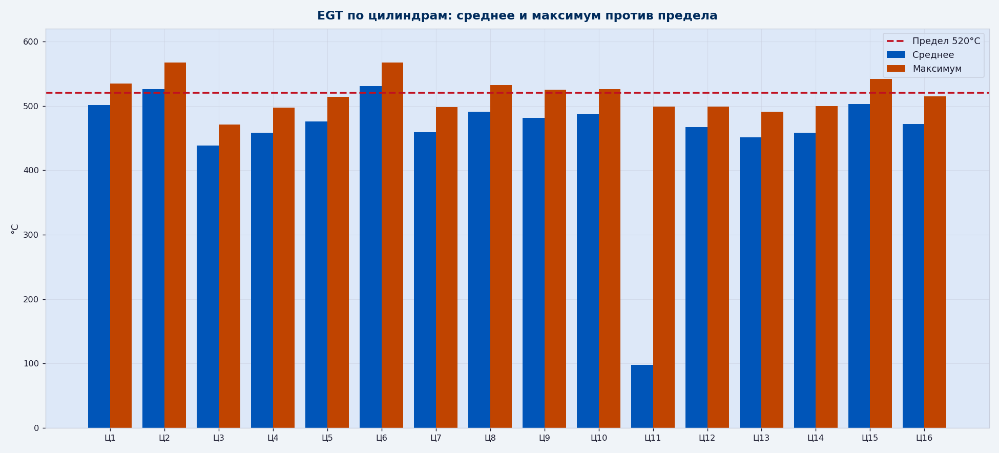 EGT по цилиндрам: среднее и максимум против предела
Предел 520°C
Среднее
Максимум
°C
600
500
400
300
200
100
0
Ц1 Ц2 Ц3 Ц4 Ц5 Ц6 Ц7 Ц8 Ц9 Ц10 Ц11 Ц12 Ц13 Ц14 Ц15 Ц16